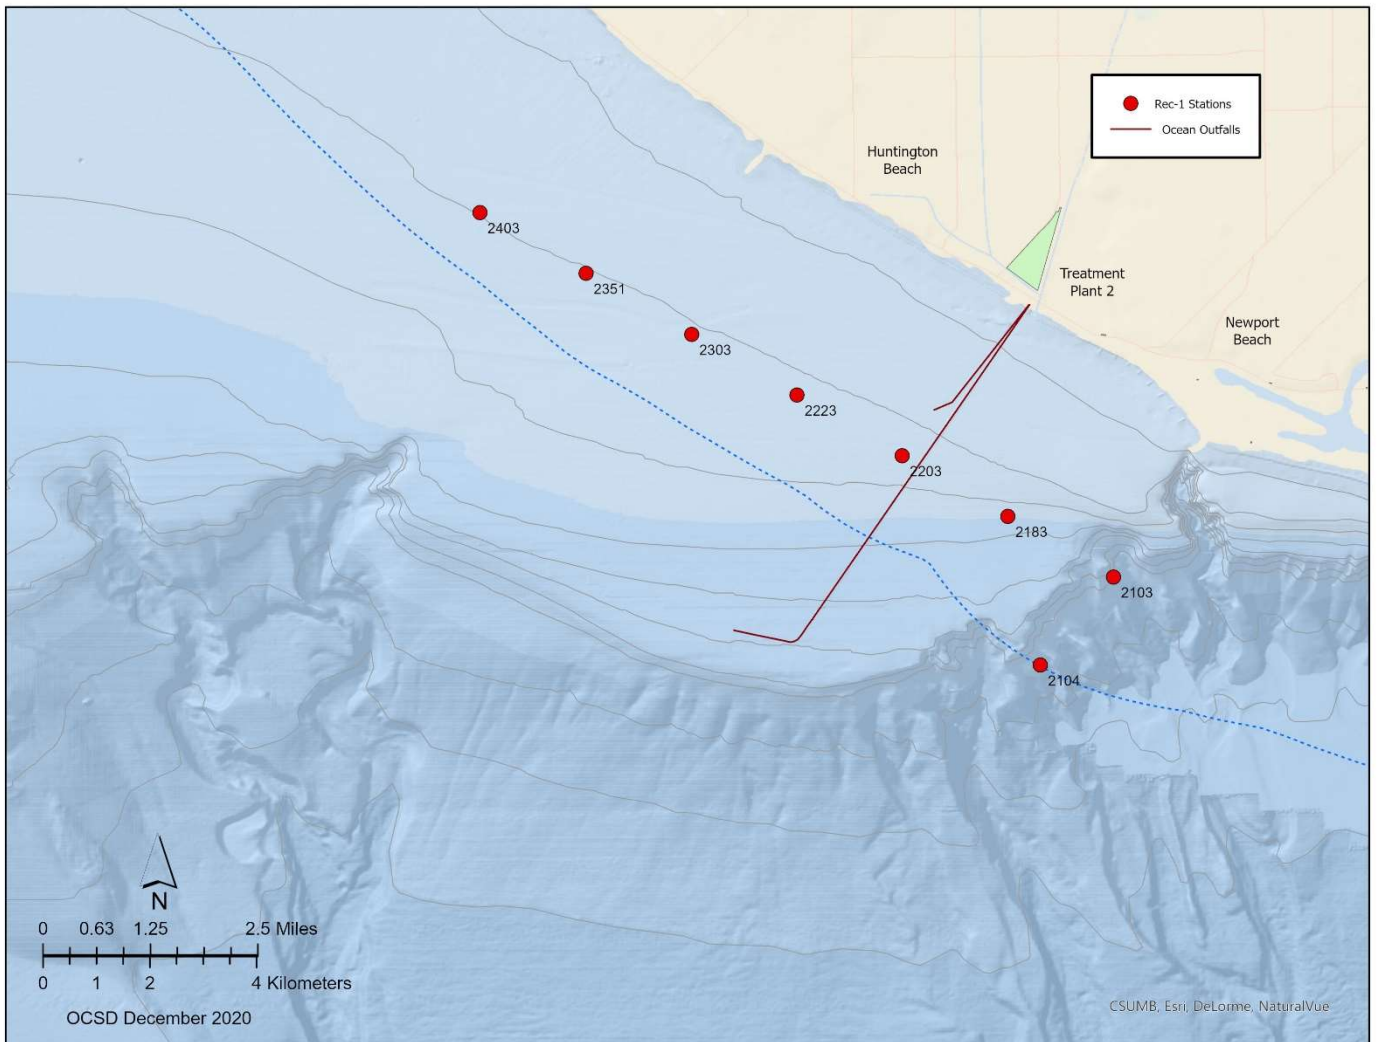 Rec-1 Stations
Ocean Outfalls
Huntington
Beach
2403
Treatment
Plant 2
2351
Newport
Beach
2303
2223
2203
2183
2103
2104
N
0 0.63 1.25 2.5 Miles
0 1 2 4 Kilometers
OCSD December 2020
CSUMB, Esri, DeLorme, NaturalVue